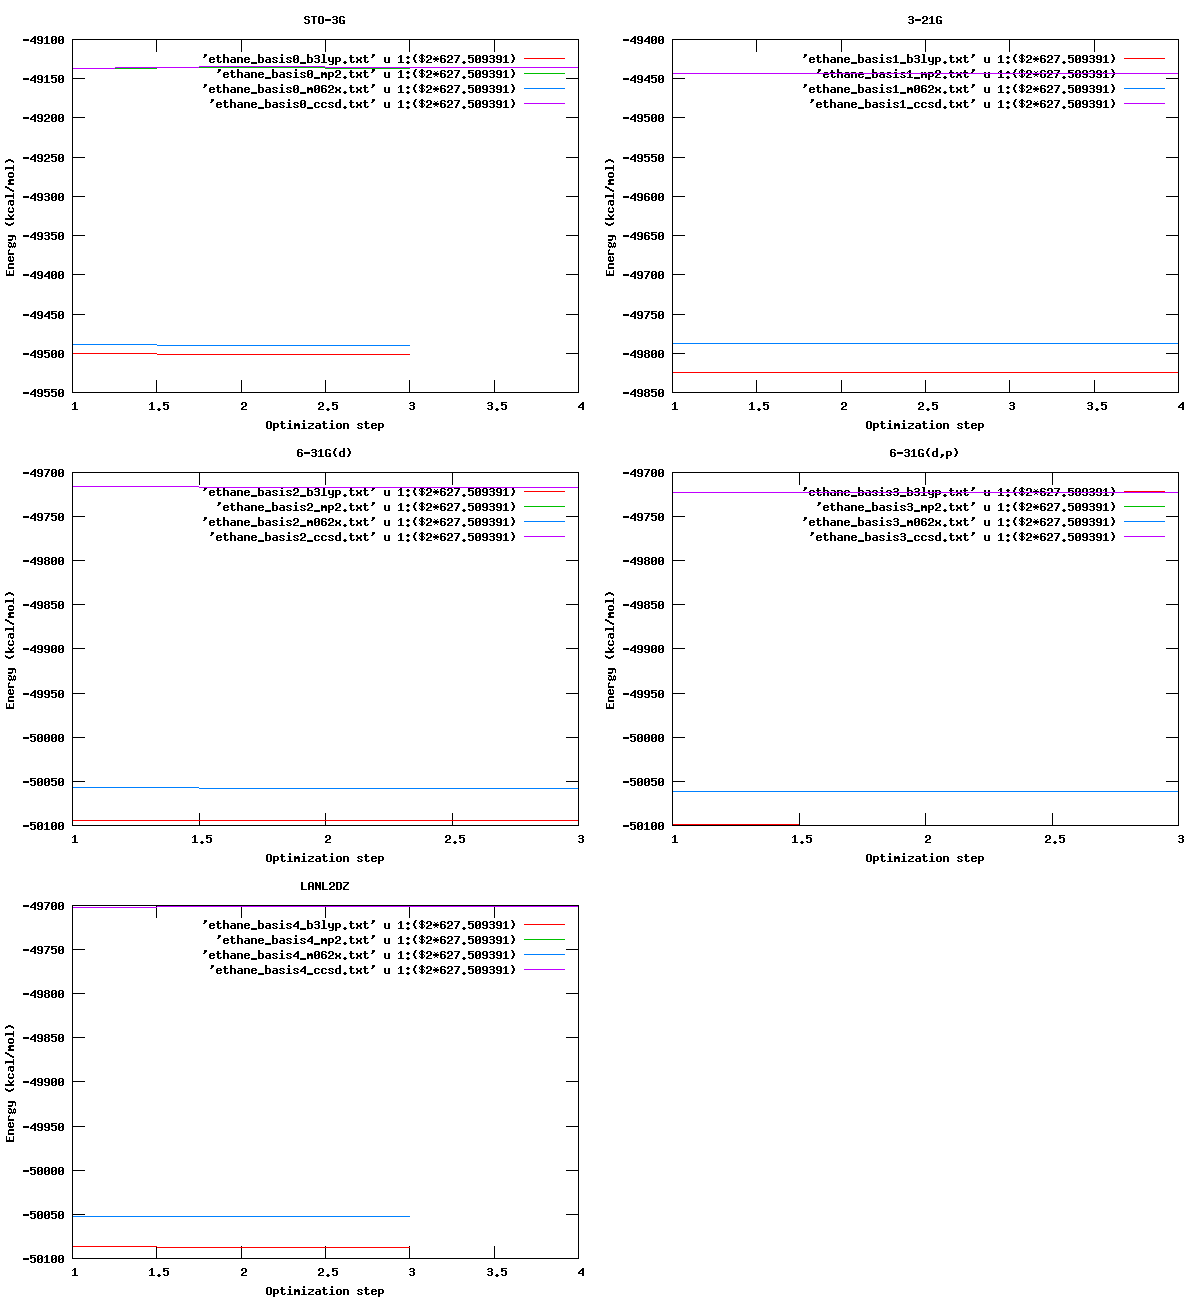 STO-3G
-49100
-49150
-49200
-49250
-49300
-49350
-49400
-49450
-49500
-49550
Energy (kcal/mol)
'ethane_basis0_b3lyp.txt' u 1:($2*627.509391)
'ethane_basis0_mp2.txt' u 1:($2*627.509391)
'ethane_basis0_m062x.txt' u 1:($2*627.509391)
'ethane_basis0_ccsd.txt' u 1:($2*627.509391)
1 1.5 2 2.5 3 3.5 4
Optimization step
3-21G
-49400
-49450
-49500
-49550
-49600
-49650
-49700
-49750
-49800
-49850
Energy (kcal/mol)
'ethane_basis1_b3lyp.txt' u 1:($2*627.509391)
'ethane_basis1_mp2.txt' u 1:($2*627.509391)
'ethane_basis1_m062x.txt' u 1:($2*627.509391)
'ethane_basis1_ccsd.txt' u 1:($2*627.509391)
1 1.5 2 2.5 3 3.5 4
Optimization step
6-31G(d)
-49700
-49750
-49800
-49850
-49900
-49950
-50000
-50050
-50100
Energy (kcal/mol)
'ethane_basis2_b3lyp.txt' u 1:($2*627.509391)
'ethane_basis2_mp2.txt' u 1:($2*627.509391)
'ethane_basis2_m062x.txt' u 1:($2*627.509391)
'ethane_basis2_ccsd.txt' u 1:($2*627.509391)
1 1.5 2 2.5 3
Optimization step
6-31G(d,p)
-49700
-49750
-49800
-49850
-49900
-49950
-50000
-50050
-50100
Energy (kcal/mol)
'ethane_basis3_b3lyp.txt' u 1:($2*627.509391)
'ethane_basis3_mp2.txt' u 1:($2*627.509391)
'ethane_basis3_m062x.txt' u 1:($2*627.509391)
'ethane_basis3_ccsd.txt' u 1:($2*627.509391)
1 1.5 2 2.5 3
Optimization step
LANL2DZ
-49700
-49750
-49800
-49850
-49900
-49950
-50000
-50050
-50100
Energy (kcal/mol)
'ethane_basis4_b3lyp.txt' u 1:($2*627.509391)
'ethane_basis4_mp2.txt' u 1:($2*627.509391)
'ethane_basis4_m062x.txt' u 1:($2*627.509391)
'ethane_basis4_ccsd.txt' u 1:($2*627.509391)
1 1.5 2 2.5 3 3.5 4
Optimization step